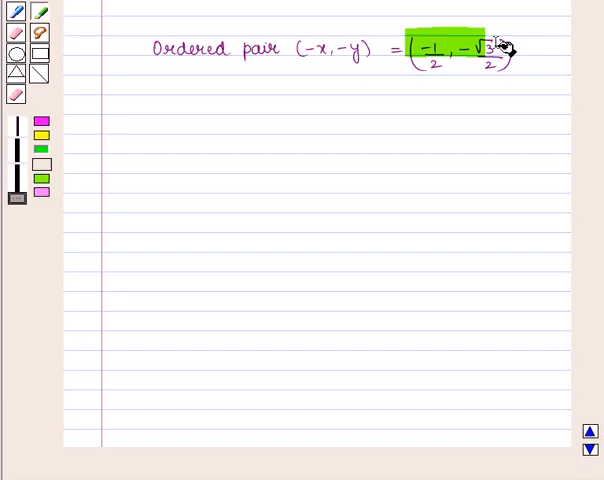 Ordered pair (-x, -y) = (-1/2, -√3/2)